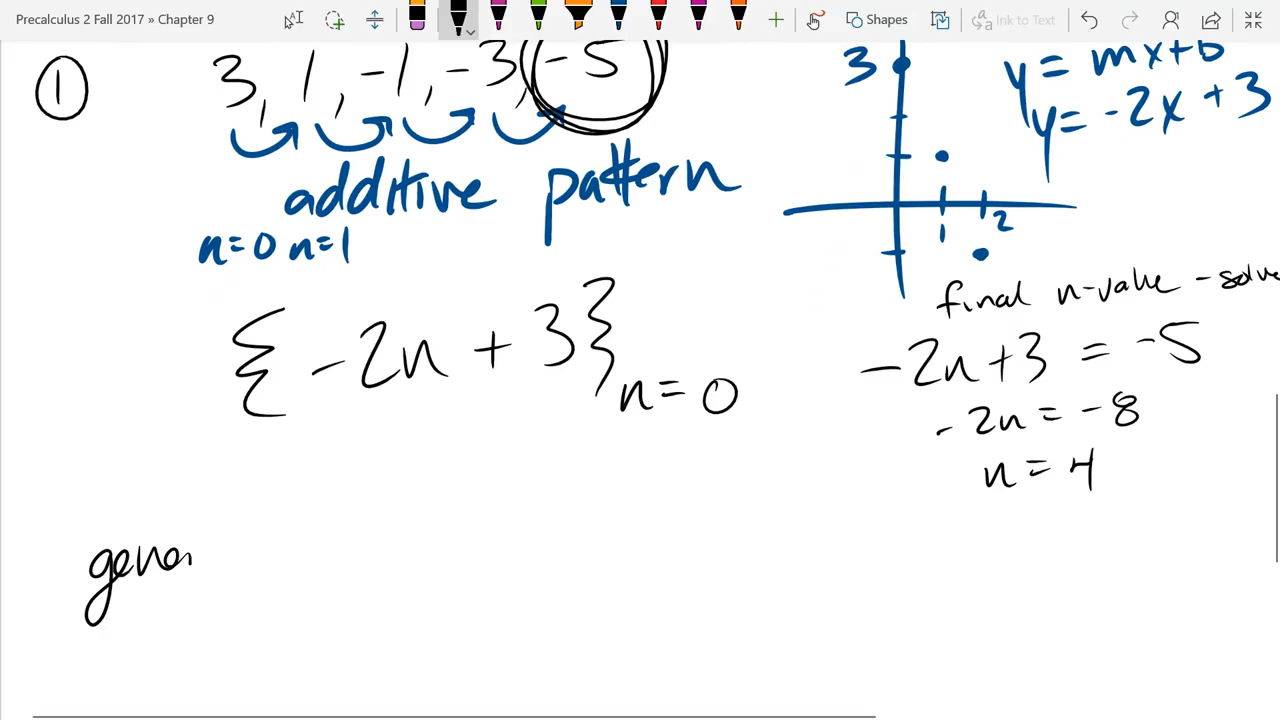 Precalculus 2 Fall 2017 » Chapter 9
Shapes
Ink to Text
① 3, 1, -1, -3, -5
additive pattern
n=0 n=1
{-2n + 3}n=0
gener
3
1
2
y = mx+b
y = -2x + 3
final n-value - solve
-2n+3 = -5
-2n = -8
n = 4